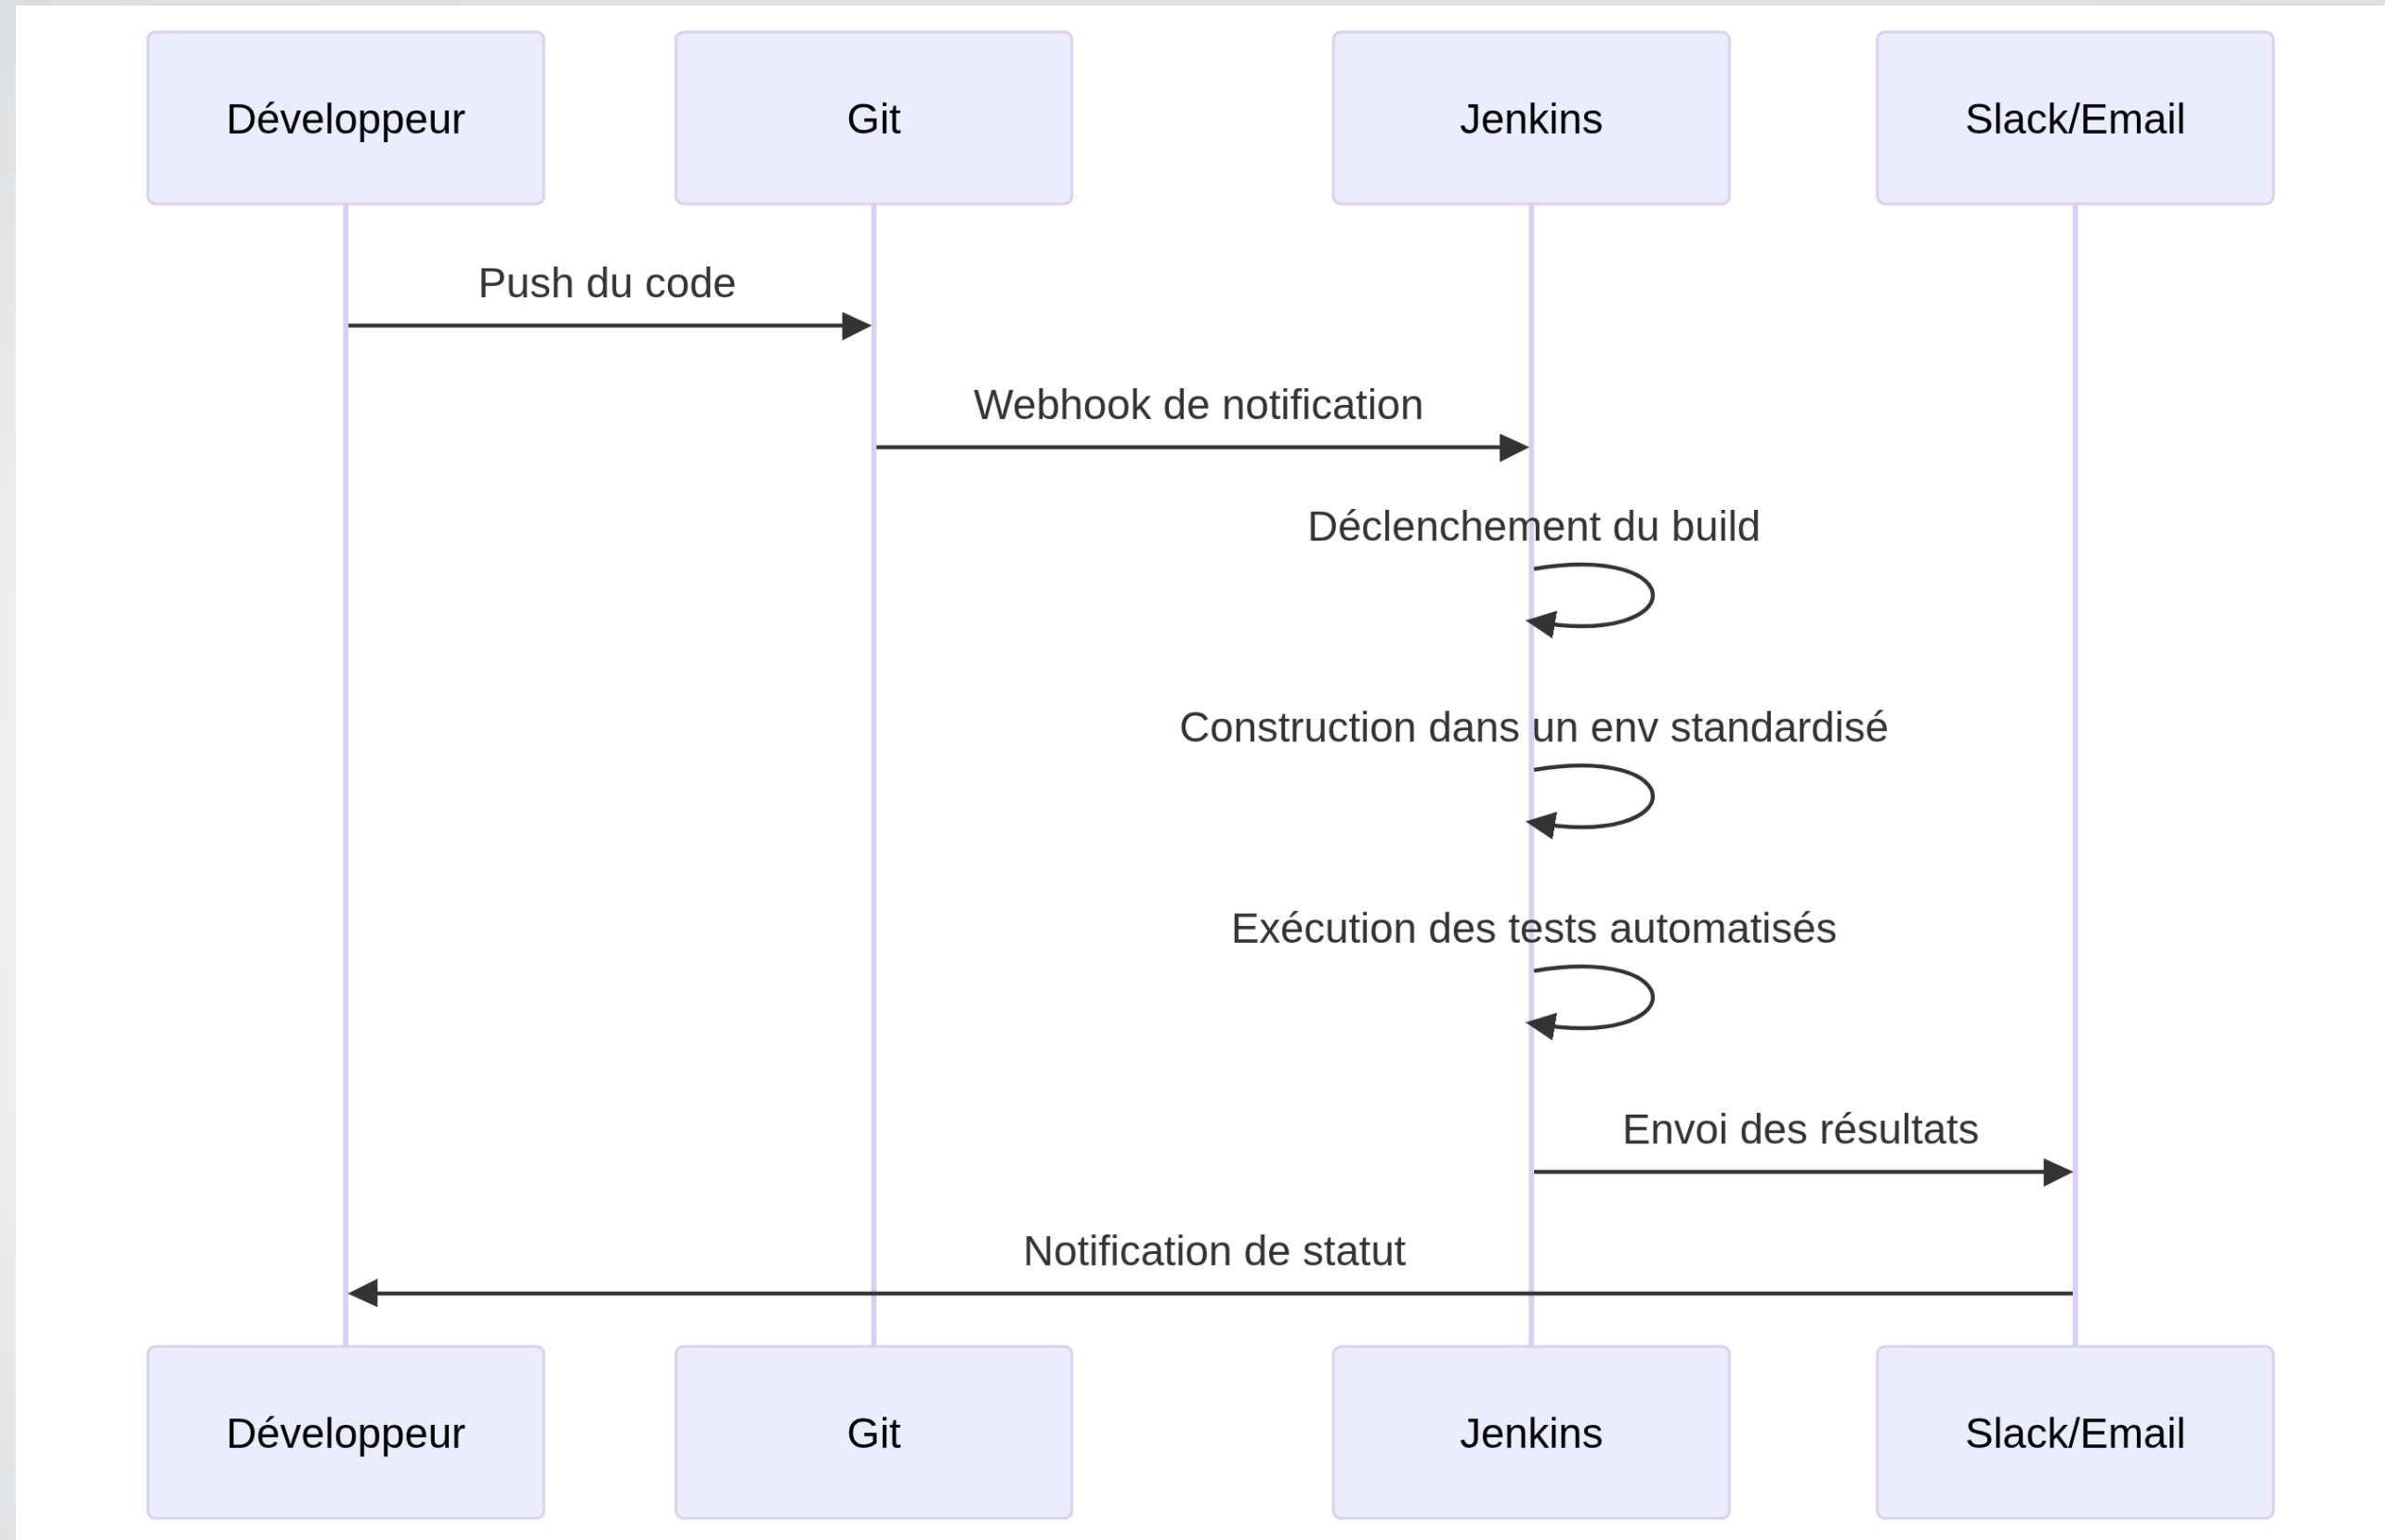 Développeur
Git
Jenkins
Slack/Email
Push du code
Webhook de notification
Déclenchement du build
Construction dans un env standardisé
Exécution des tests automatisés
Envoi des résultats
Notification de statut
Développeur
Git
Jenkins
Slack/Email